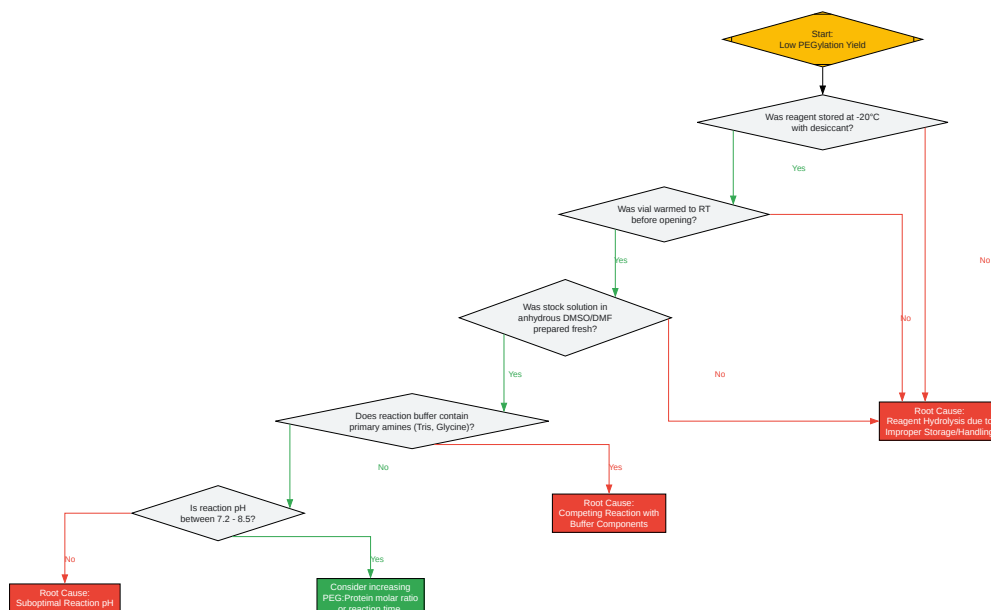 Start:
Low PEGylation Yield
Was reagent stored at -20°C
with desiccant?
Yes
Was vial warmed to RT
before opening?
Yes
No
No
Was stock solution in
anhydrous DMSO/DMF
prepared fresh?
Yes
No
Root Cause:
Reagent Hydrolysis due to
Improper Storage/Handling
Does reaction buffer contain
primary amines (Tris, Glycine)?
No
Yes
Root Cause:
Competing Reaction with
Buffer Components
Is reaction pH
between 7.2 - 8.5?
No
Yes
Root Cause:
Suboptimal Reaction pH
Consider increasing
PEG:Protein molar ratio
or reaction time